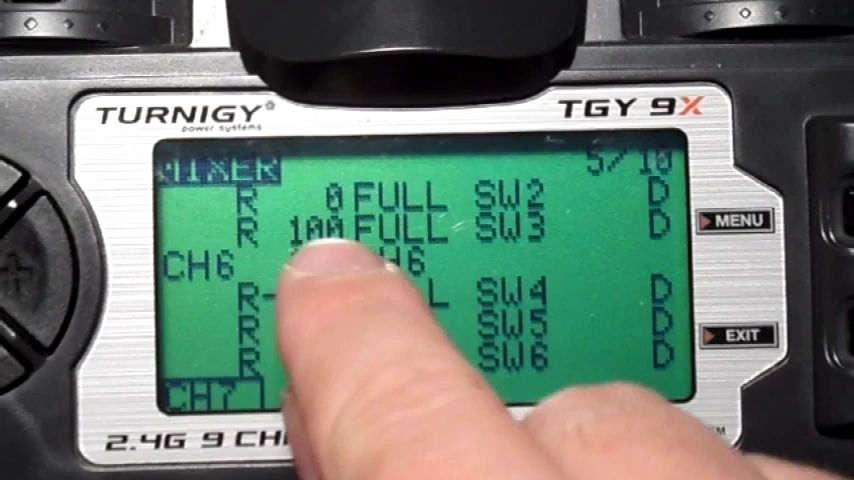 TURNIGY®
power systems
TGY 9X
MIXER 5/10
R 0 FULL SW2 D
R 100 FULL SW3 D
CH6 H6
R- L SW4 D
R SW5 D
R SW6 D
CH7
MENU
EXIT
2.4G 9 CH